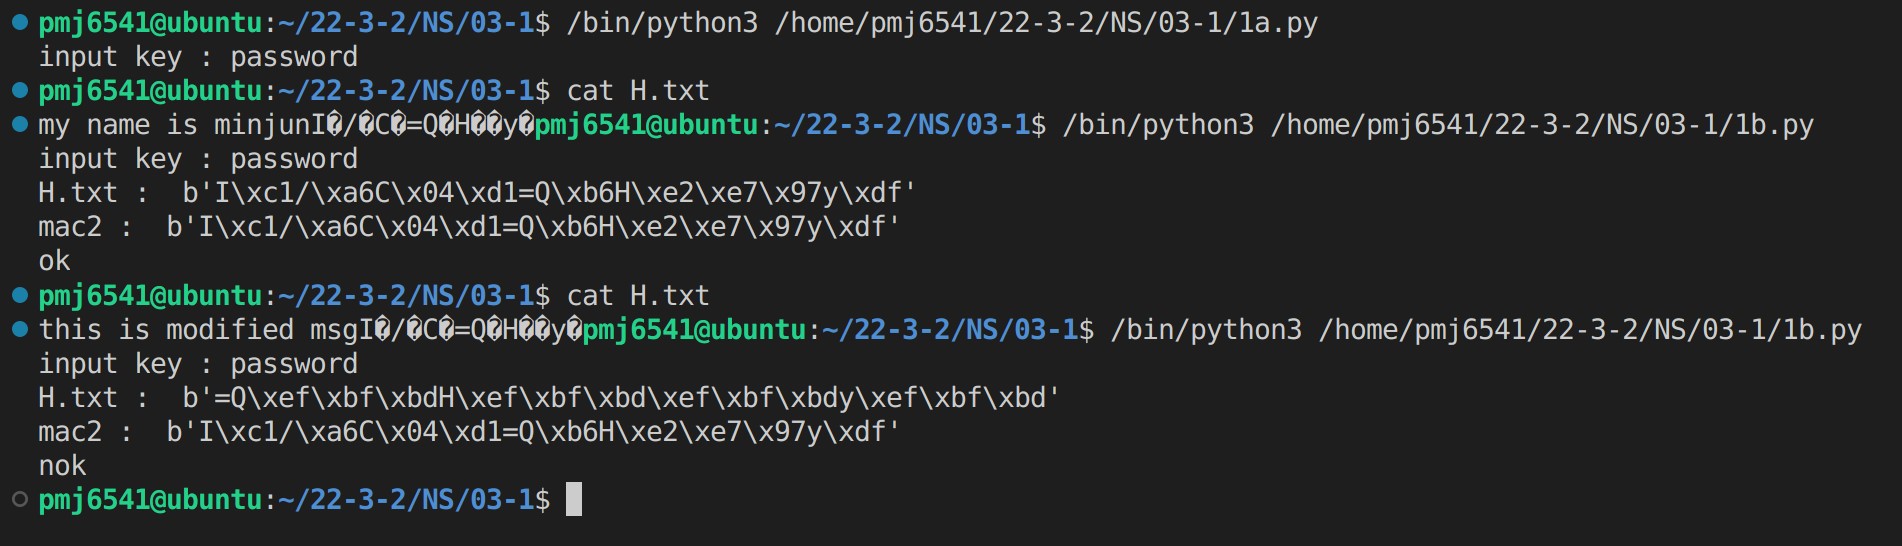 pmj6541@ubuntu:~/22-3-2/NS/03-1$ /bin/python3 /home/pmj6541/22-3-2/NS/03-1/1a.py
input key : password
pmj6541@ubuntu:~/22-3-2/NS/03-1$ cat H.txt
my name is minjunI�/�C�=Q�H��y�pmj6541@ubuntu:~/22-3-2/NS/03-1$ /bin/python3 /home/pmj6541/22-3-2/NS/03-1/1b.py
input key : password
H.txt :  b'I\xc1/\xa6C\x04\xd1=Q\xb6H\xe2\xe7\x97y\xdf'
mac2 :  b'I\xc1/\xa6C\x04\xd1=Q\xb6H\xe2\xe7\x97y\xdf'
ok
pmj6541@ubuntu:~/22-3-2/NS/03-1$ cat H.txt
this is modified msgI�/�C�=Q�H��y�pmj6541@ubuntu:~/22-3-2/NS/03-1$ /bin/python3 /home/pmj6541/22-3-2/NS/03-1/1b.py
input key : password
H.txt :  b'=Q\xef\xbf\xbdH\xef\xbf\xbd\xef\xbf\xbdy\xef\xbf\xbd'
mac2 :  b'I\xc1/\xa6C\x04\xd1=Q\xb6H\xe2\xe7\x97y\xdf'
nok
pmj6541@ubuntu:~/22-3-2/NS/03-1$